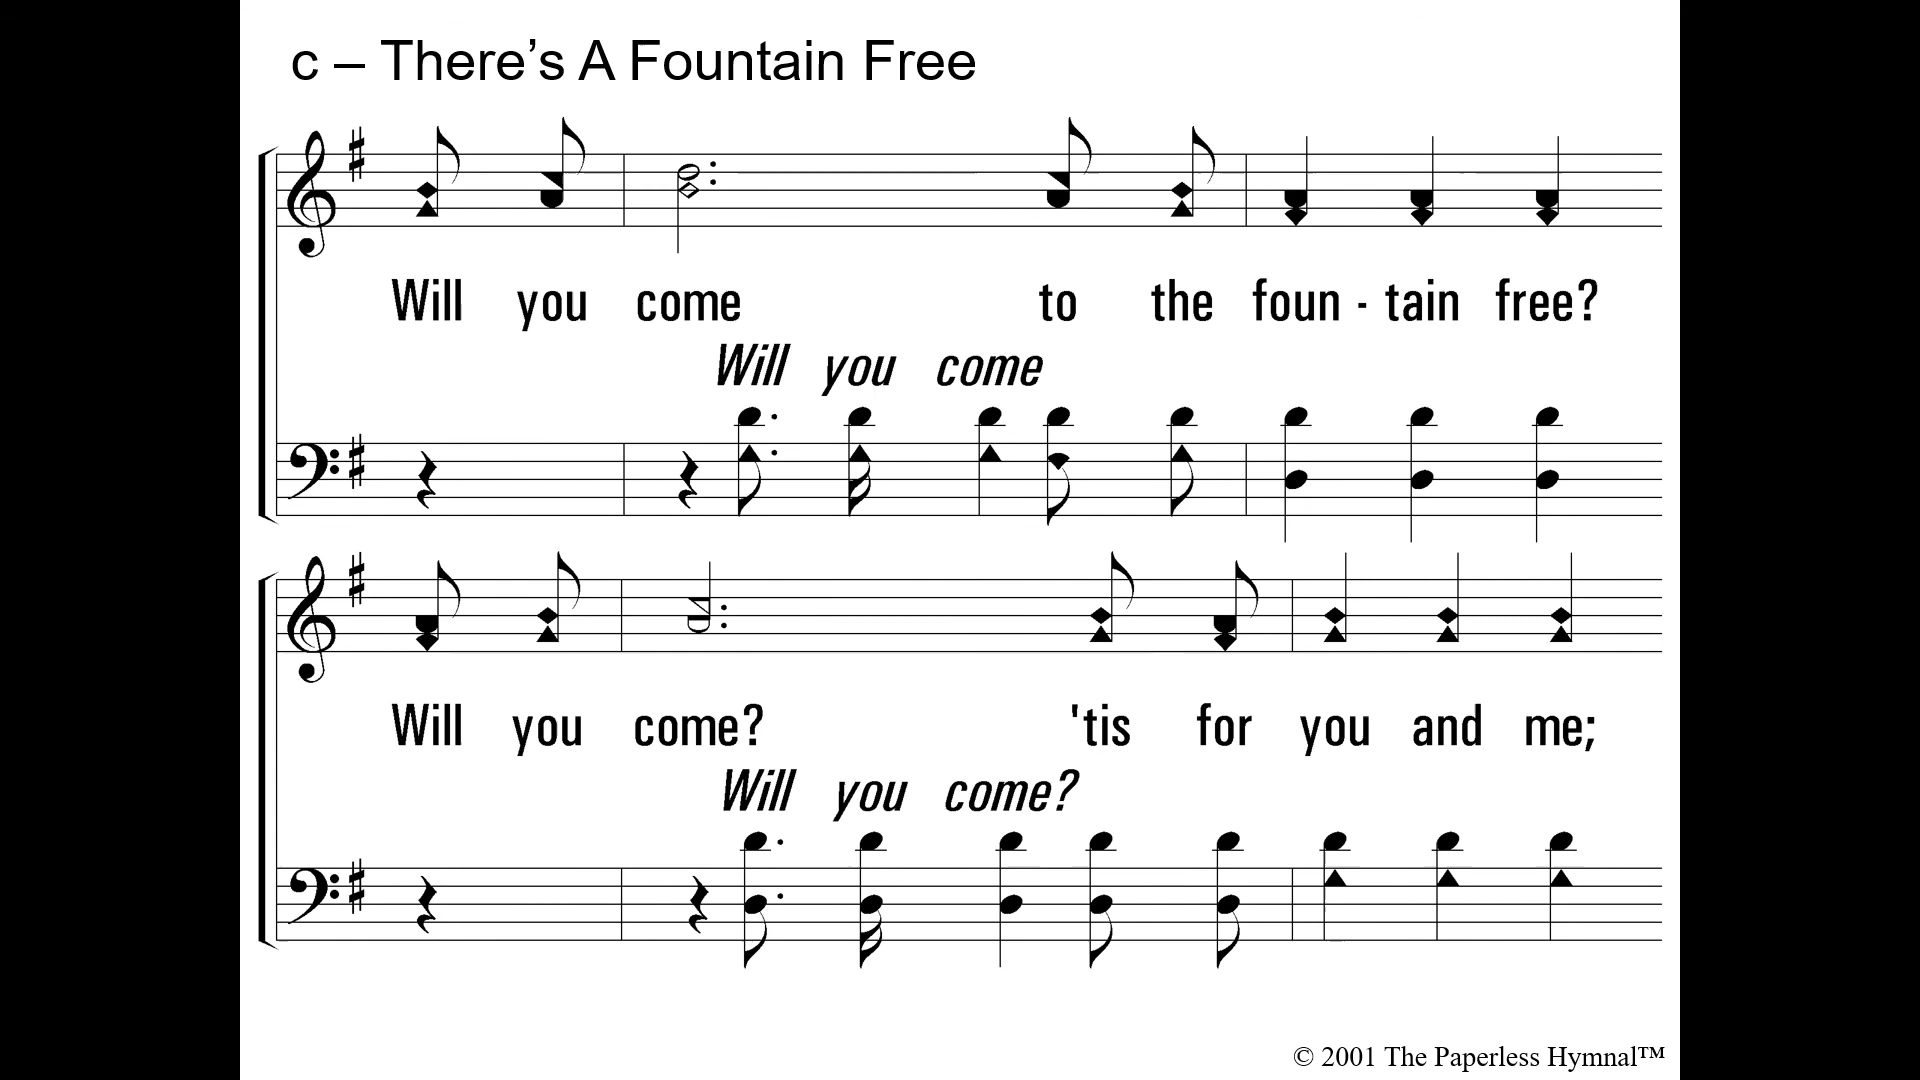 c – There’s A Fountain Free
Will you come to the foun - tain free?
Will you come
Will you come? 'tis for you and me;
Will you come?
© 2001 The Paperless Hymnal™